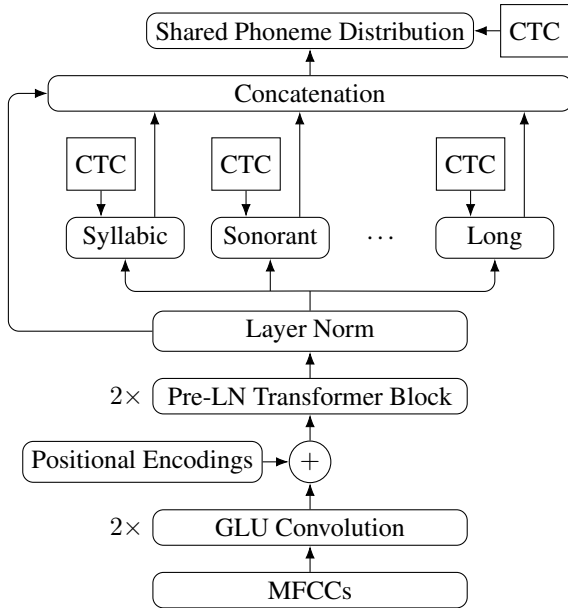 Shared Phoneme Distribution
CTC
Concatenation
CTC
CTC
CTC
Syllabic
Sonorant
...
Long
Layer Norm
2× Pre-LN Transformer Block
Positional Encodings
+
2× GLU Convolution
MFCCs